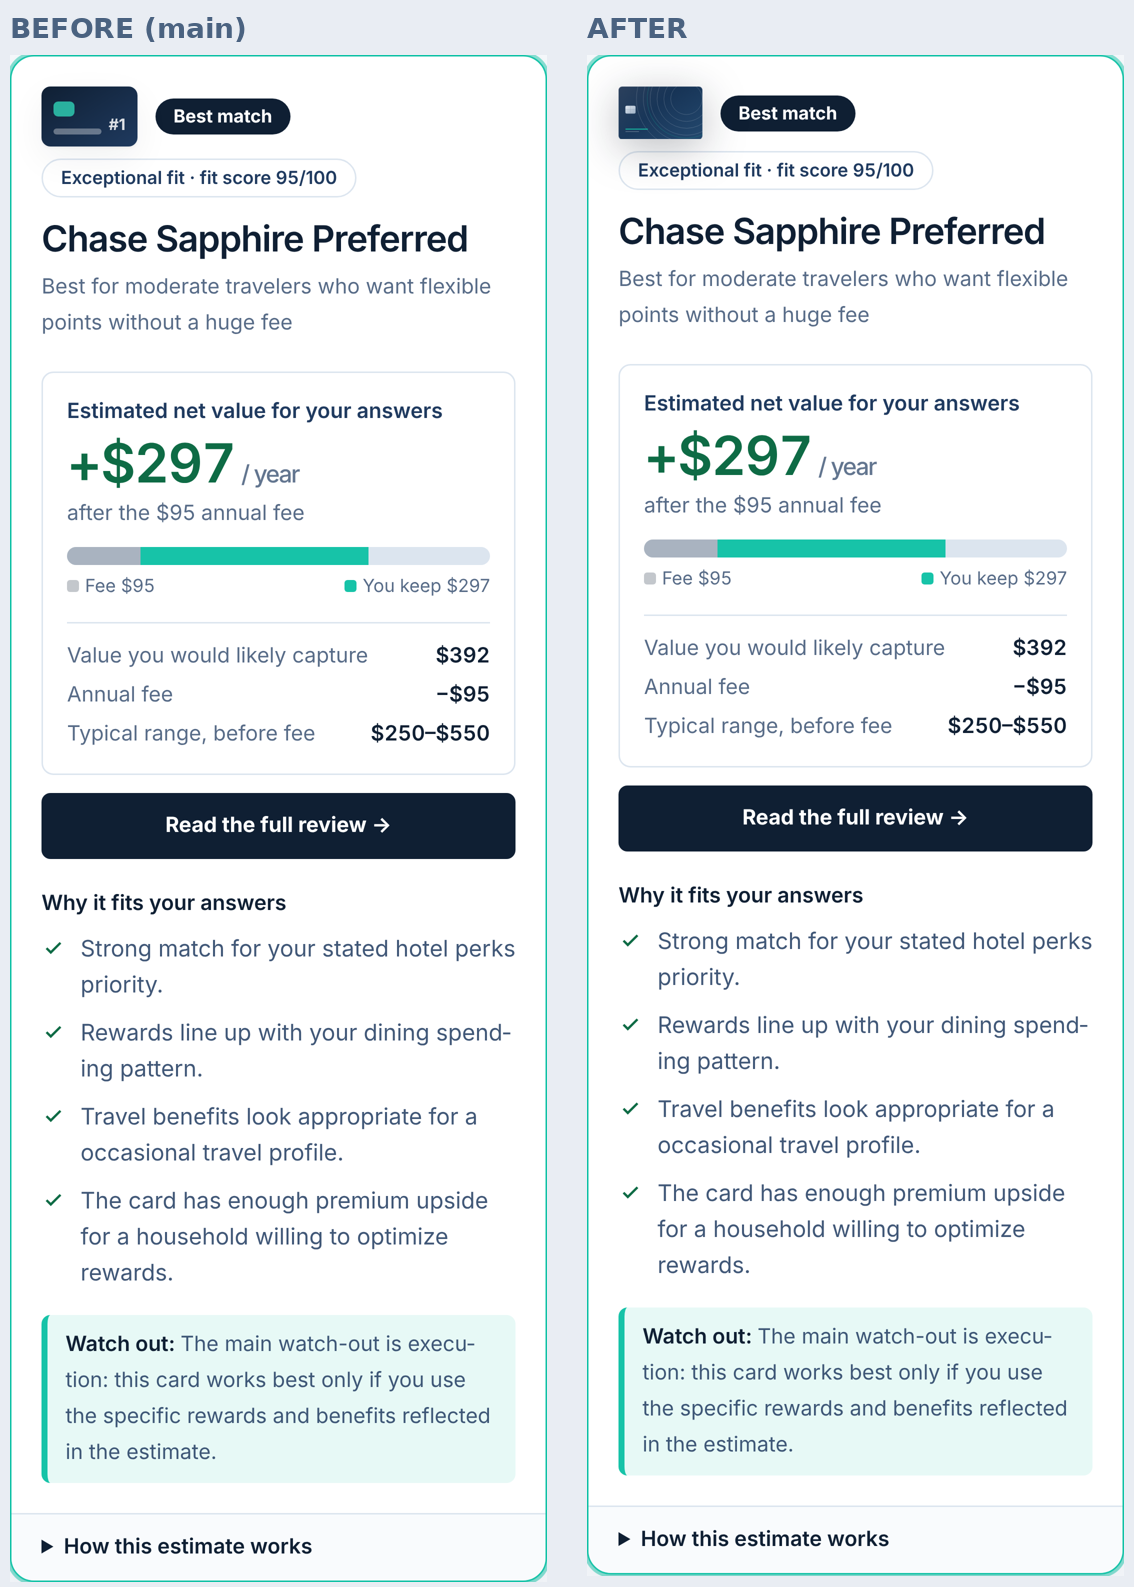 BEFORE (main)
#1
Best match
Exceptional fit · fit score 95/100
Chase Sapphire Preferred
Best for moderate travelers who want flexible
points without a huge fee
Estimated net value for your answers
+$297 / year
after the $95 annual fee
Fee $95 You keep $297
Value you would likely capture $392
Annual fee −$95
Typical range, before fee $250–$550
Read the full review →
Why it fits your answers
✓ Strong match for your stated hotel perks
priority.
✓ Rewards line up with your dining spend-
ing pattern.
✓ Travel benefits look appropriate for a
occasional travel profile.
✓ The card has enough premium upside
for a household willing to optimize
rewards.
Watch out: The main watch-out is execu-
tion: this card works best only if you use
the specific rewards and benefits reflected
in the estimate.
▶ How this estimate works
AFTER
Best match
Exceptional fit · fit score 95/100
Chase Sapphire Preferred
Best for moderate travelers who want flexible
points without a huge fee
Estimated net value for your answers
+$297 / year
after the $95 annual fee
Fee $95 You keep $297
Value you would likely capture $392
Annual fee −$95
Typical range, before fee $250–$550
Read the full review →
Why it fits your answers
✓ Strong match for your stated hotel perks
priority.
✓ Rewards line up with your dining spend-
ing pattern.
✓ Travel benefits look appropriate for a
occasional travel profile.
✓ The card has enough premium upside
for a household willing to optimize
rewards.
Watch out: The main watch-out is execu-
tion: this card works best only if you use
the specific rewards and benefits reflected
in the estimate.
▶ How this estimate works